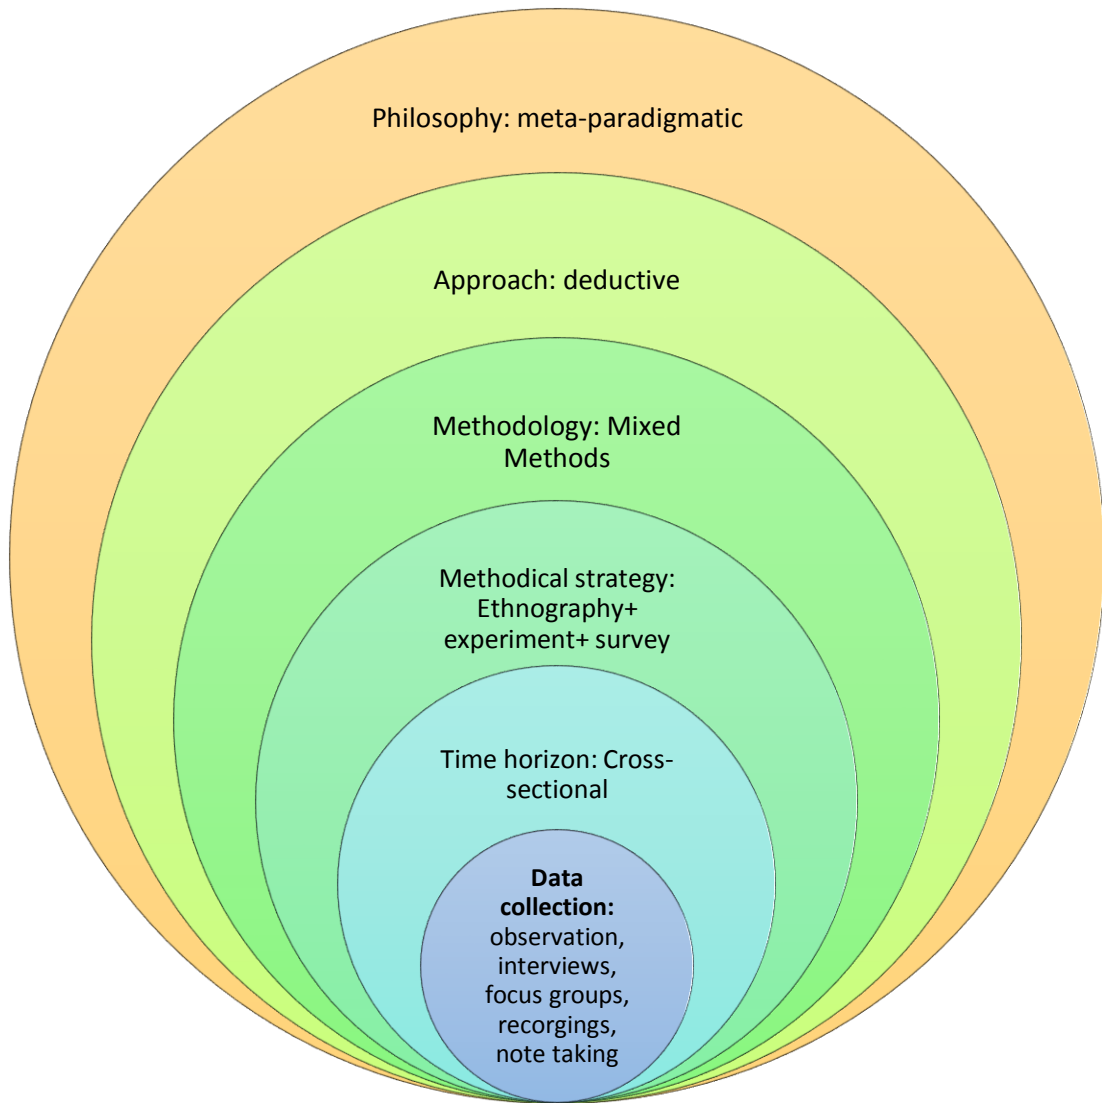 Philosophy: meta-paradigmatic
Approach: deductive
Methodology: Mixed
Methods
Methodical strategy:
Ethnography+
experiment+ survey
Time horizon: Cross-
sectional
Data
collection:
observation,
interviews,
focus groups,
recorgings,
note taking